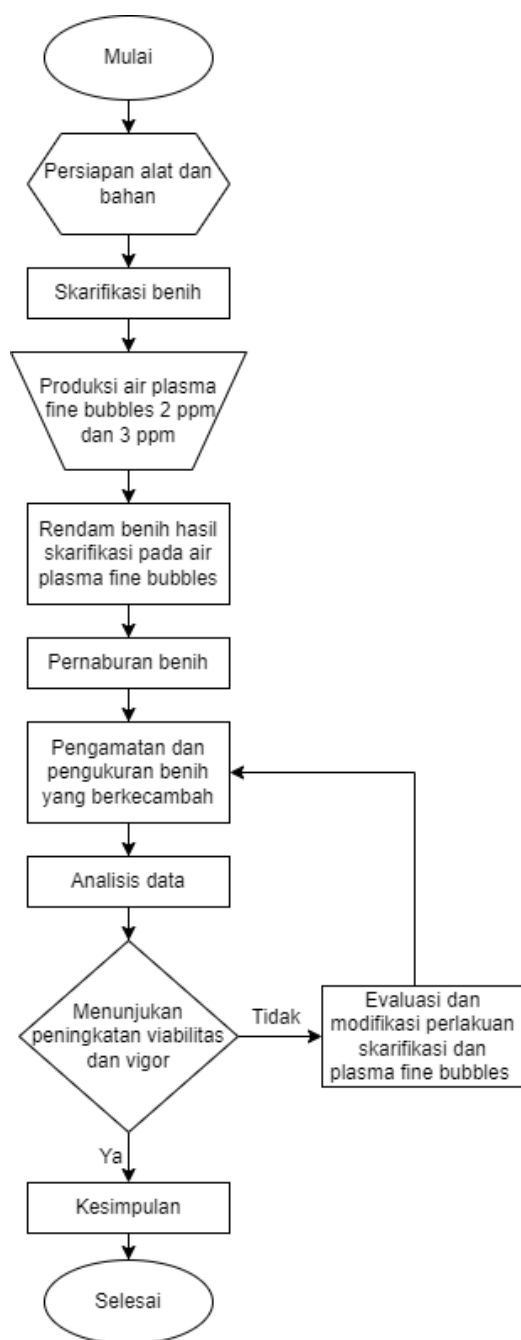 Mulai
Persiapan alat dan
bahan
Skarifikasi benih
Produksi air plasma
fine bubbles 2 ppm
dan 3 ppm
Rendam benih hasil
skarifikasi pada air
plasma fine bubbles
Pernaburan benih
Pengamatan dan
pengukuran benih
yang berkecambah
Analisis data
Menunjukan
peningkatan viabilitas
dan vigor
Tidak
Evaluasi dan
modifikasi perlakuan
skarifikasi dan
plasma fine bubbles
Ya
Kesimpulan
Selesai